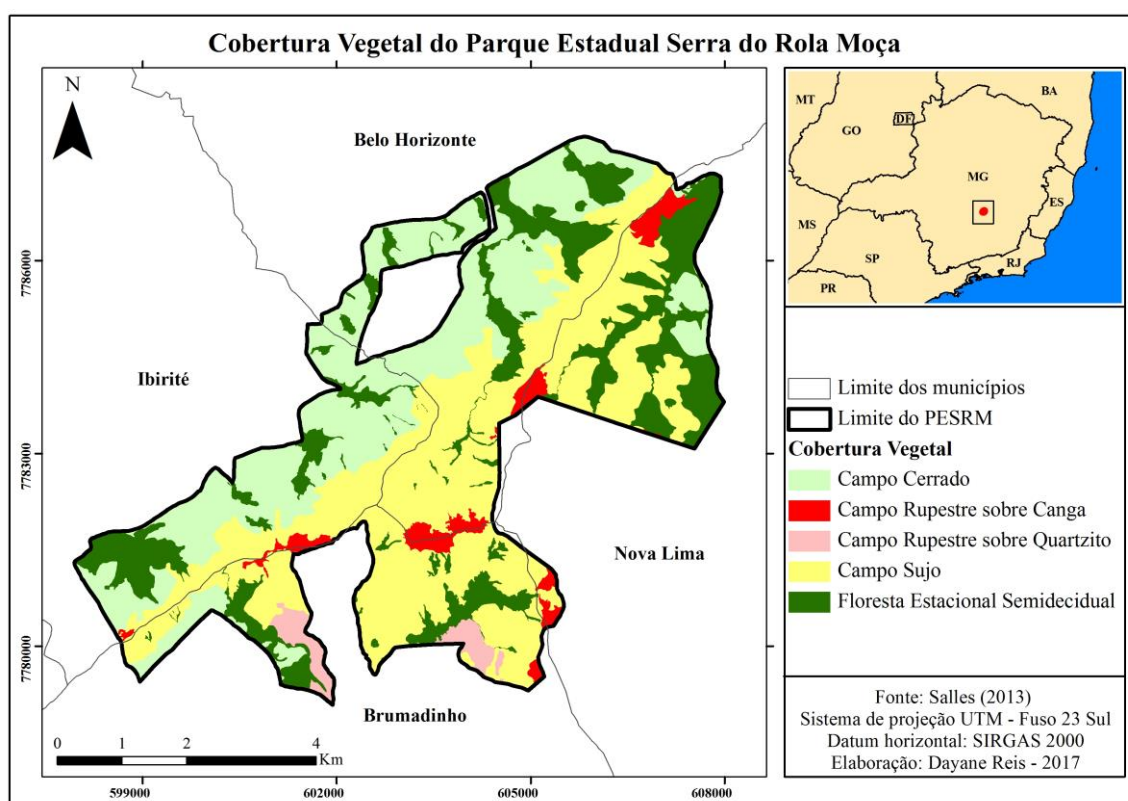 Cobertura Vegetal do Parque Estadual Serra do Rola Moça
N
Belo Horizonte
Ibirité
Nova Lima
Brumadinho
7786000
7783000
7780000
0 1 2 4
Km
599000 602000 605000 608000
MT
BA
GO
DF
MG
ES
MS
SP
RJ
PR
Limite dos municípios
Limite do PESRM
Cobertura Vegetal
Campo Cerrado
Campo Rupestre sobre Canga
Campo Rupestre sobre Quartzito
Campo Sujo
Floresta Estacional Semidecidual
Fonte: Salles (2013)
Sistema de projeção UTM - Fuso 23 Sul
Datum horizontal: SIRGAS 2000
Elaboração: Dayane Reis - 2017